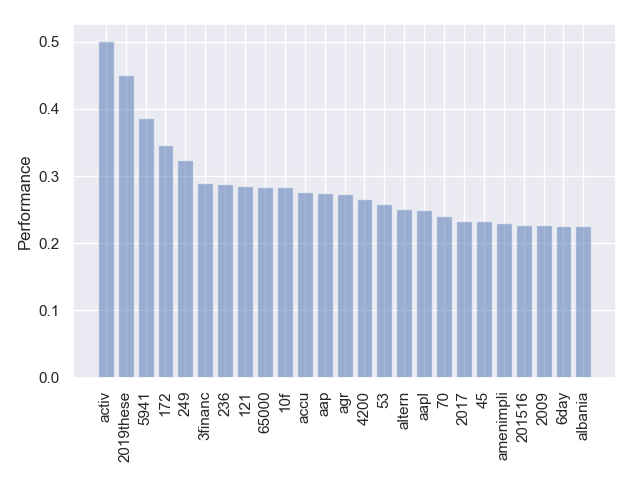 0.5
0.4
0.3
0.2
0.1
0.0
Performance
activ
2019these
5941
172
249
3financ
236
121
65000
10f
accu
aap
agr
4200
53
altern
aapl
70
2017
45
amenimpli
201516
2009
6day
albania